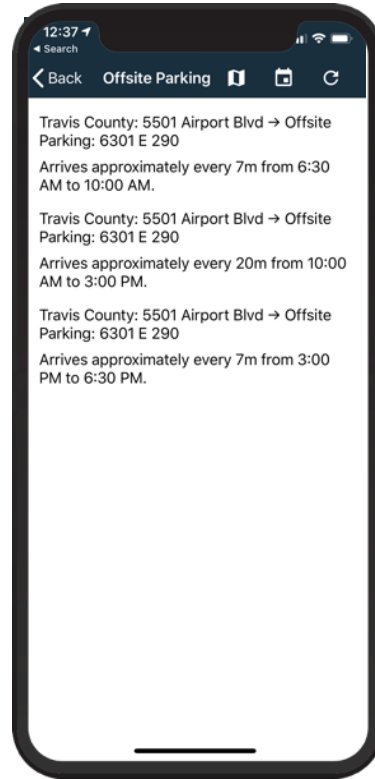 12:37
Search
Back Offsite Parking
Travis County: 5501 Airport Blvd → Offsite
Parking: 6301 E 290
Arrives approximately every 7m from 6:30
AM to 10:00 AM.
Travis County: 5501 Airport Blvd → Offsite
Parking: 6301 E 290
Arrives approximately every 20m from 10:00
AM to 3:00 PM.
Travis County: 5501 Airport Blvd → Offsite
Parking: 6301 E 290
Arrives approximately every 7m from 3:00
PM to 6:30 PM.